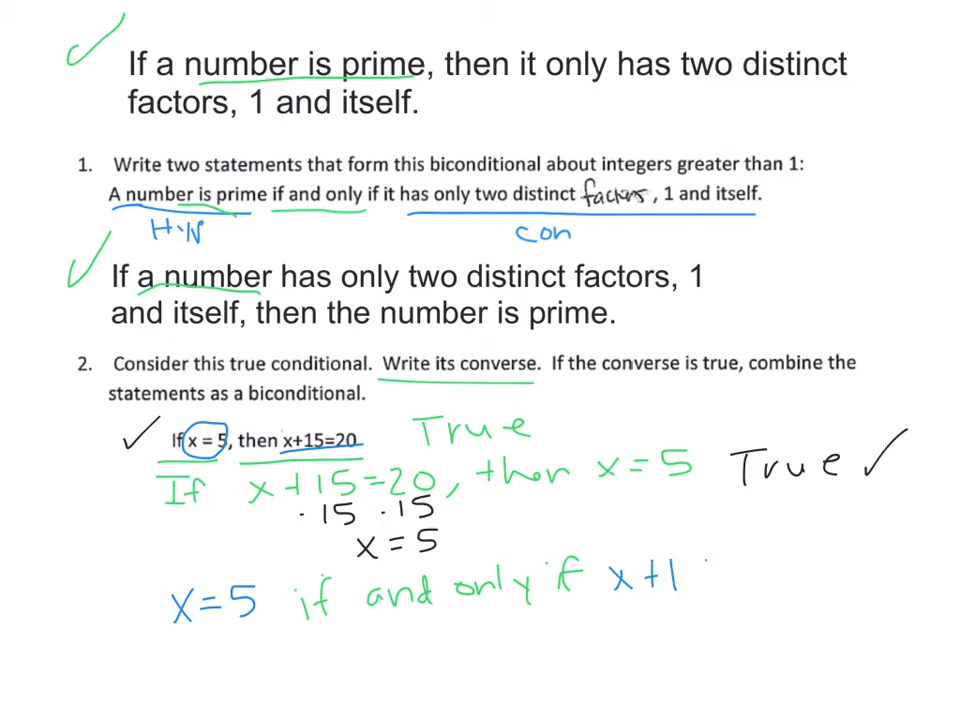 If a number is prime, then it only has two distinct
factors, 1 and itself.
1. Write two statements that form this biconditional about integers greater than 1:
A number is prime if and only if it has only two distinct factors, 1 and itself.
HYP
con
If a number has only two distinct factors, 1
and itself, then the number is prime.
2. Consider this true conditional. Write its converse. If the converse is true, combine the
statements as a biconditional.
If x = 5, then x+15=20 True
If x+15=20, then x=5 True
-15 -15
x=5
x=5 if and only if x+1